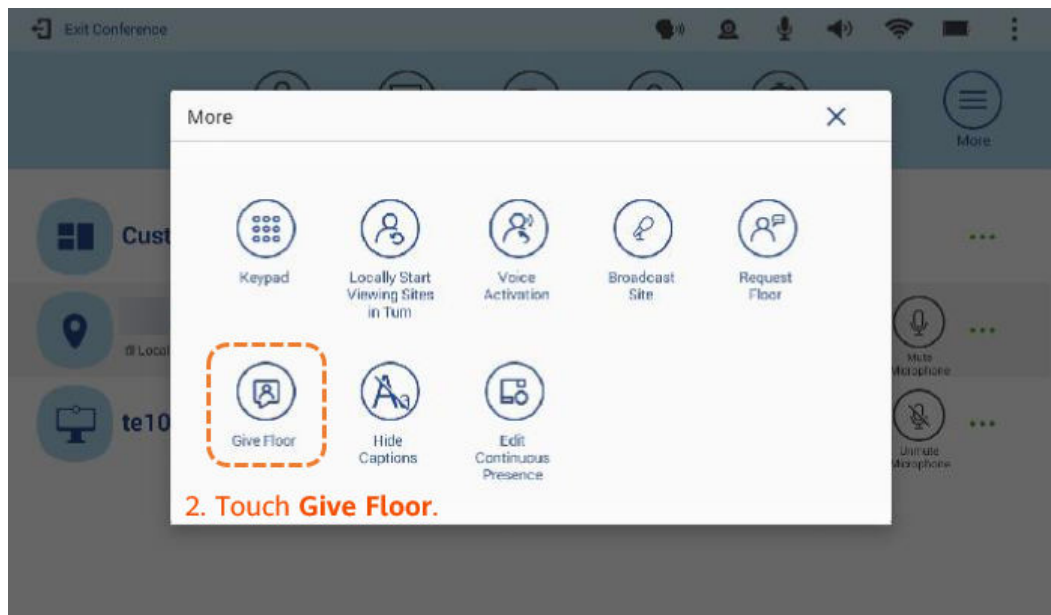 Exit Conference
More
More
Keypad
Locally Start
Viewing Sites
in Turn
Voice
Activation
Broadcast
Site
Request
Floor
Cust
Local
Mute
Microphone
Give Floor
Hide
Captions
Edit
Continuous
Presence
te10
Unmute
Microphone
2. Touch Give Floor.